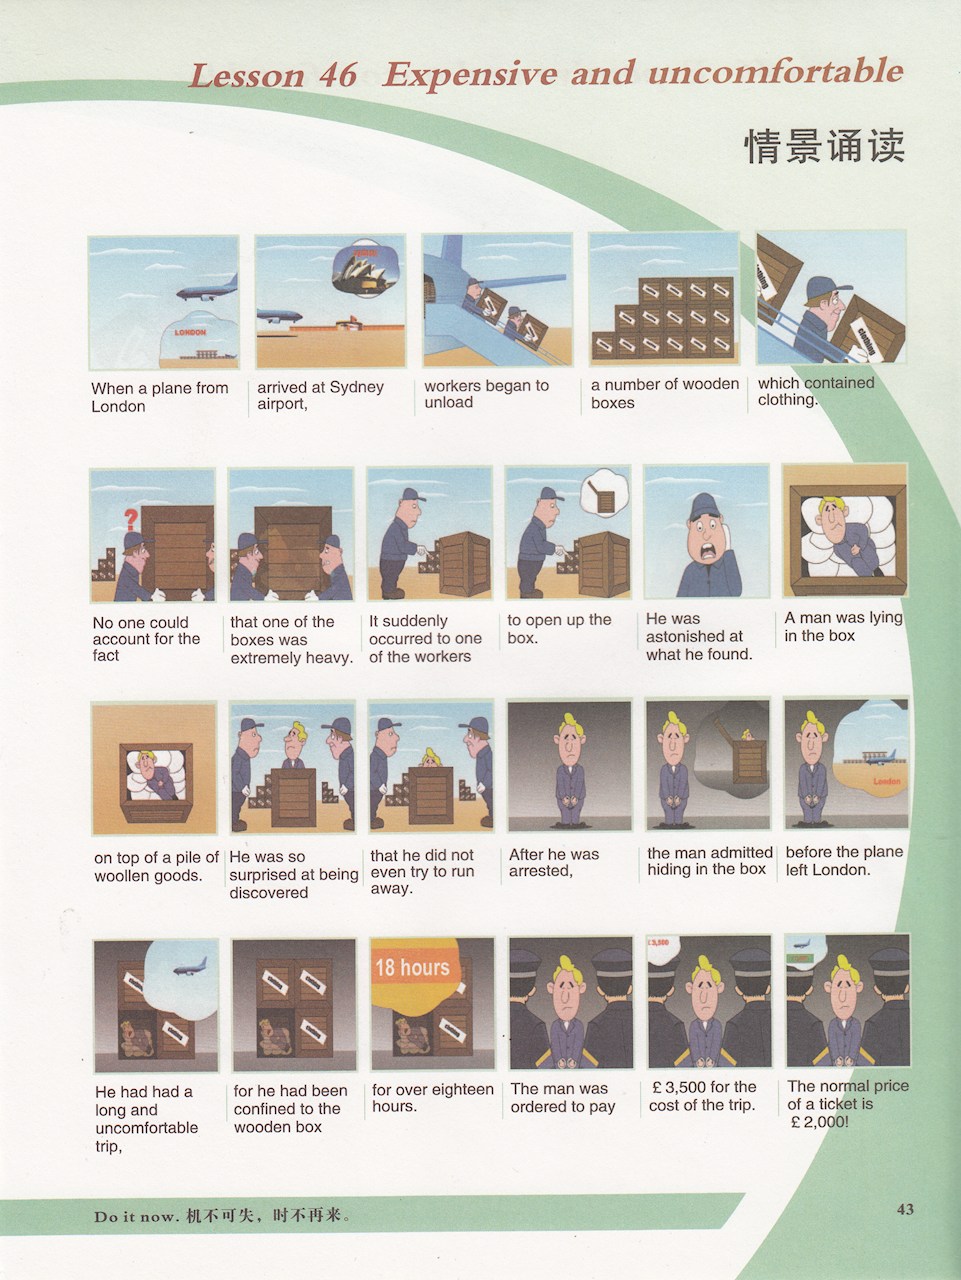 Lesson 46 Expensive and uncomfortable
情景诵读
LONDON
clothing
clothing
When a plane from
London
arrived at Sydney
airport,
workers began to
unload
a number of wooden
boxes
which contained
clothing.
?
No one could
account for the
fact
that one of the
boxes was
extremely heavy.
It suddenly
occurred to one
of the workers
to open up the
box.
He was
astonished at
what he found.
A man was lying
in the box
London
on top of a pile of
woollen goods.
He was so
surprised at being
discovered
that he did not
even try to run
away.
After he was
arrested,
the man admitted
hiding in the box
before the plane
left London.
clothing
clothing
clothing
clothing
clothing
18 hours
clothing
£3,500
He had had a
long and
uncomfortable
trip,
for he had been
confined to the
wooden box
for over eighteen
hours.
The man was
ordered to pay
£3,500 for the
cost of the trip.
The normal price
of a ticket is
£2,000!
Do it now. 机不可失，时不再来。
43